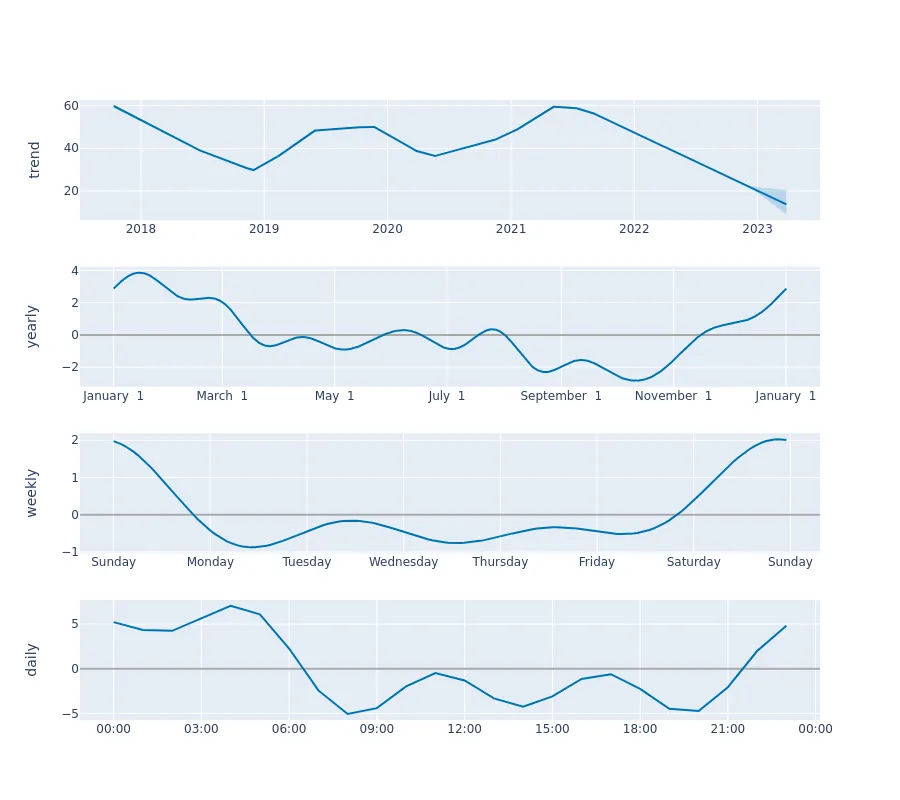 trend
60
40
20
2018 2019 2020 2021 2022 2023
yearly
4
2
0
−2
January 1 March 1 May 1 July 1 September 1 November 1 January 1
weekly
2
1
0
−1
Sunday Monday Tuesday Wednesday Thursday Friday Saturday Sunday
daily
5
0
−5
00:00 03:00 06:00 09:00 12:00 15:00 18:00 21:00 00:00